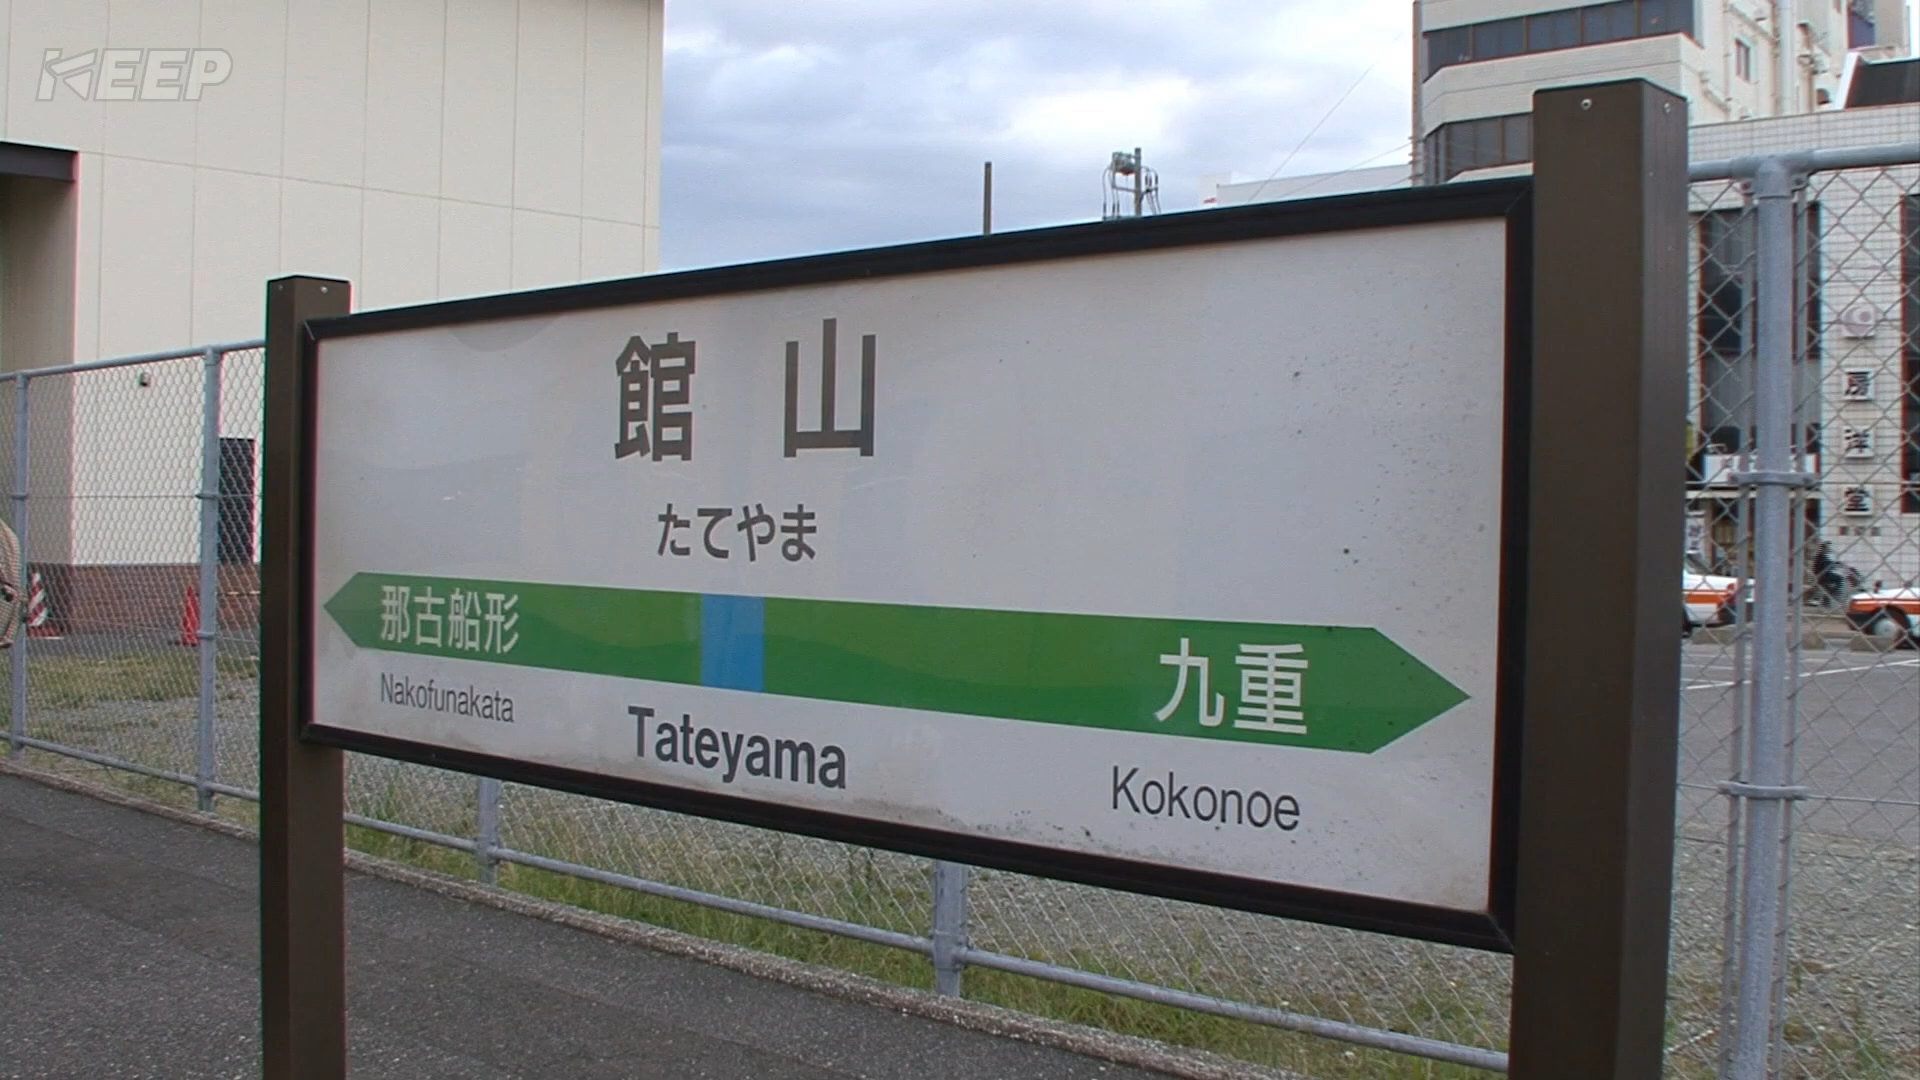 KEEP
館山
たてやま
那古船形
九重
Nakofunakata
Tateyama
Kokonoe
房洋堂